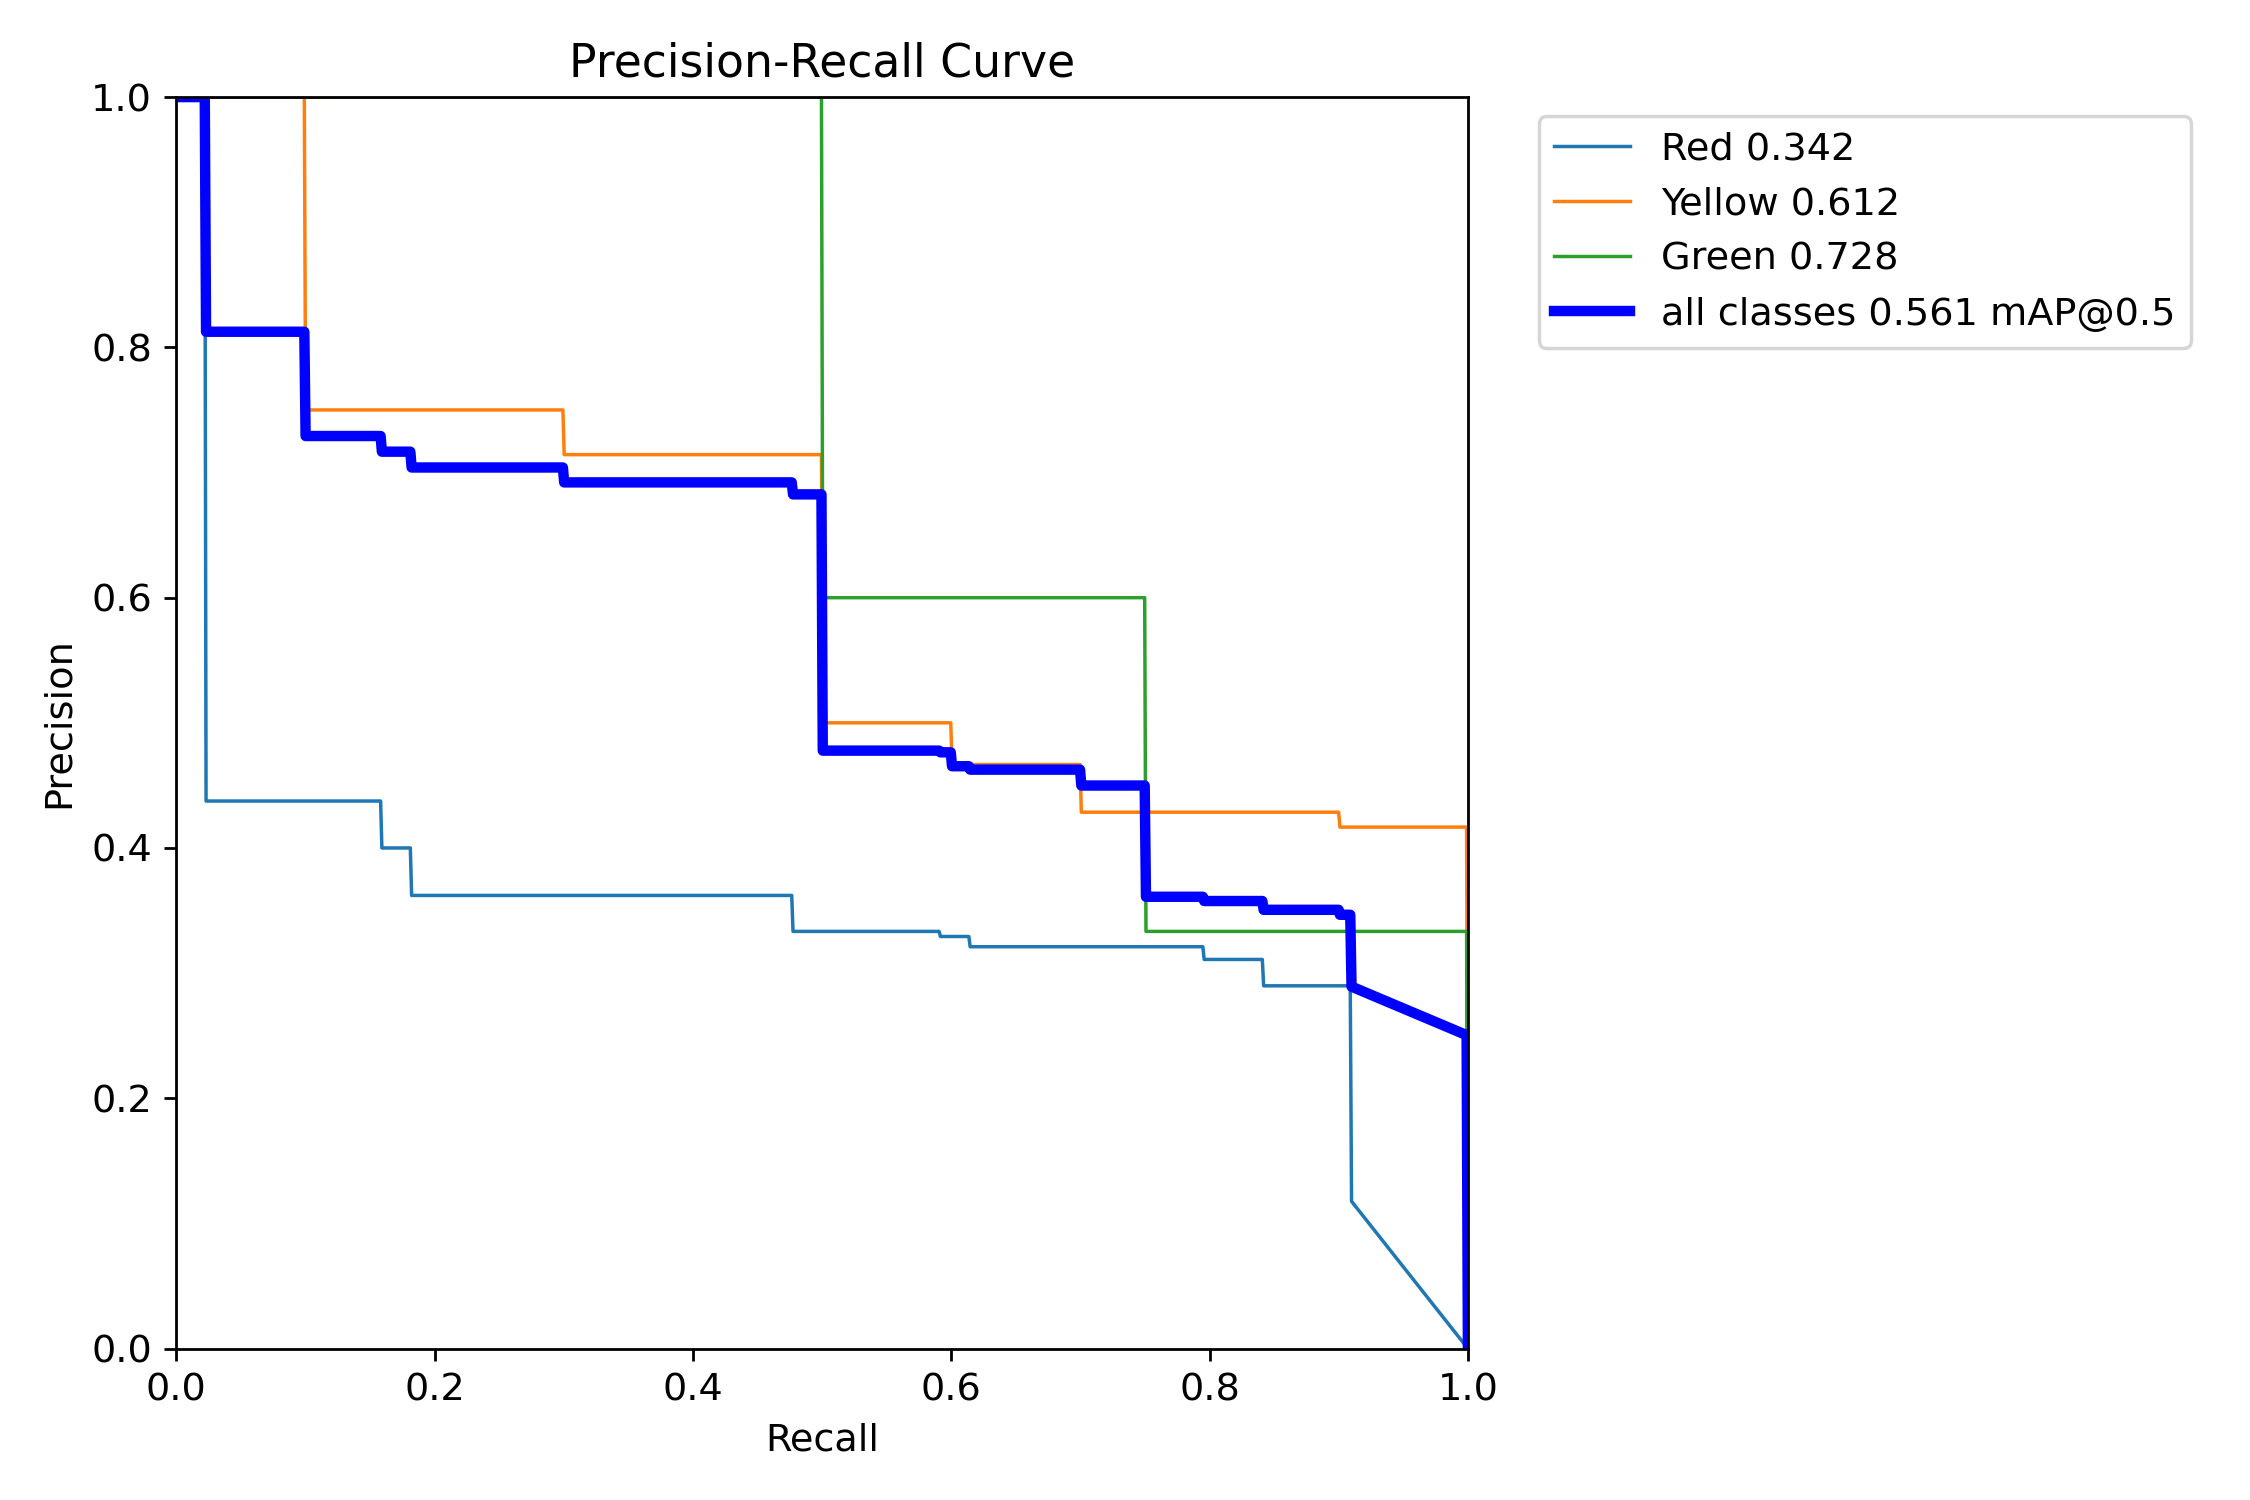 Precision-Recall Curve
1.0
0.8
0.6
0.4
0.2
0.0
Precision
0.0 0.2 0.4 0.6 0.8 1.0
Recall
Red 0.342
Yellow 0.612
Green 0.728
all classes 0.561 mAP@0.5